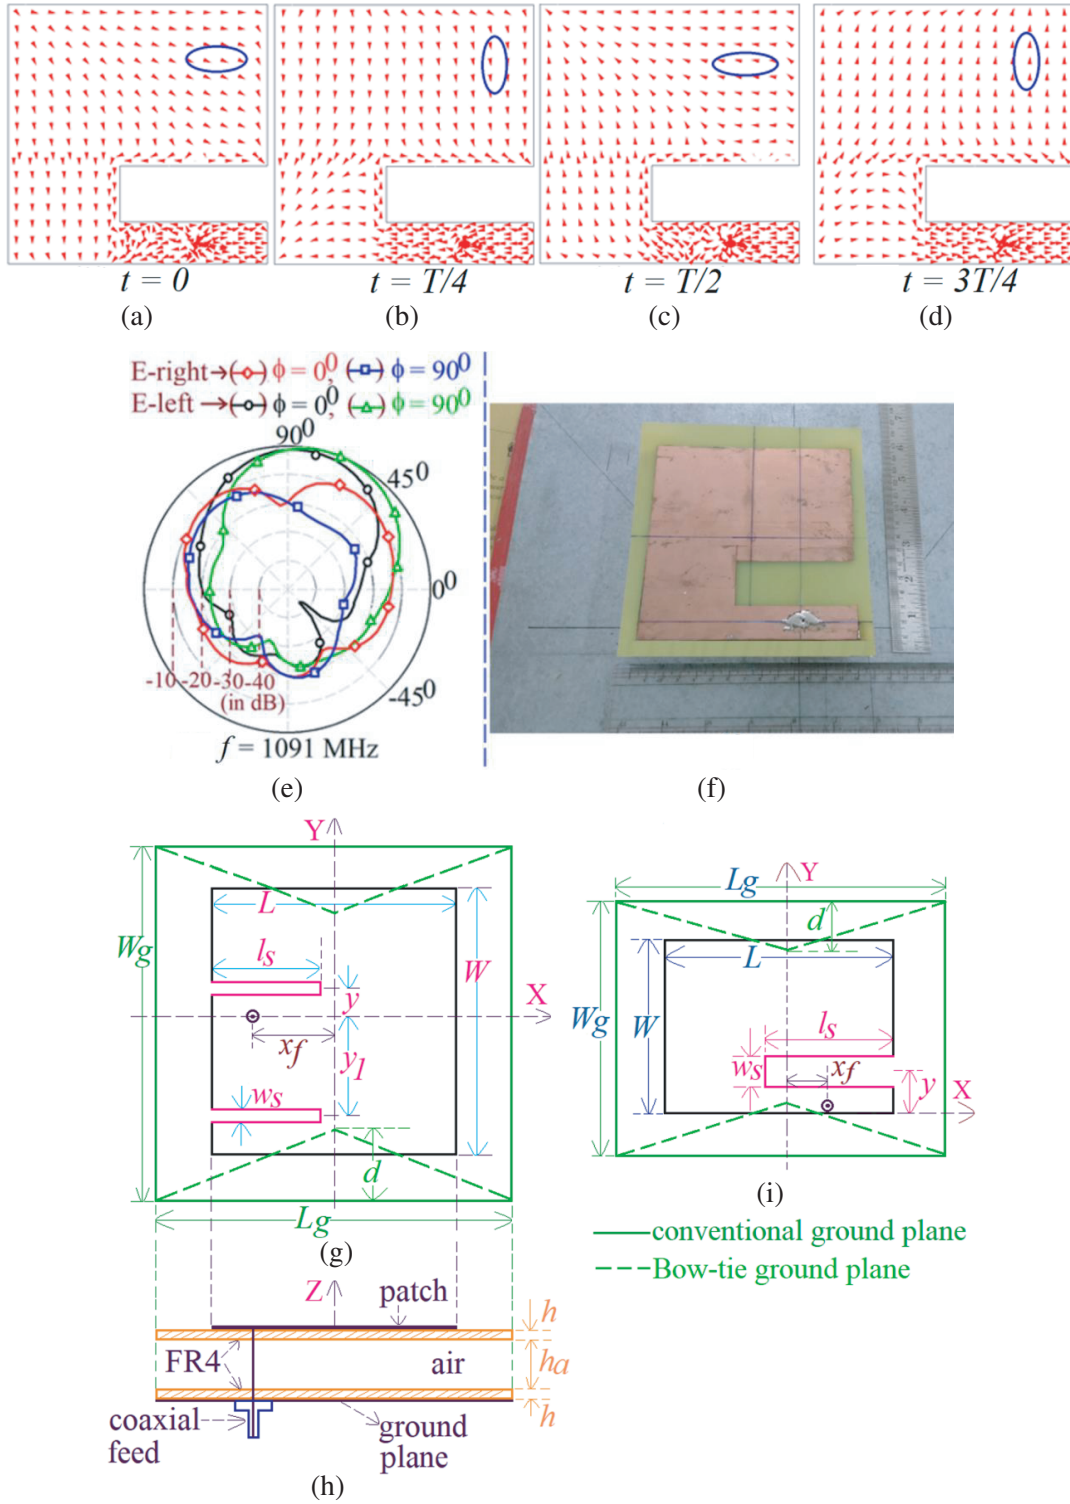 t = 0
t = T/4
t = T/2
t = 3T/4
(a)
(b)
(c)
(d)
E-right→(-◇-) ϕ = 0⁰, (-□-) ϕ = 90⁰
E-left →(-○-) ϕ = 0⁰, (-△-) ϕ = 90⁰
90⁰
45⁰
0⁰
-45⁰
-10 -20 -30 -40
(in dB)
f = 1091 MHz
(e)
(f)
Y
L
Wg
ls
W
y
X
xf
y1
ws
d
Lg
(g)
Y
Lg
d
L
Wg
W
ls
ws
xf
y
X
(i)
conventional ground plane
Bow-tie ground plane
Z
patch
h
FR4
air
ha
h
coaxial
feed
ground
plane
(h)